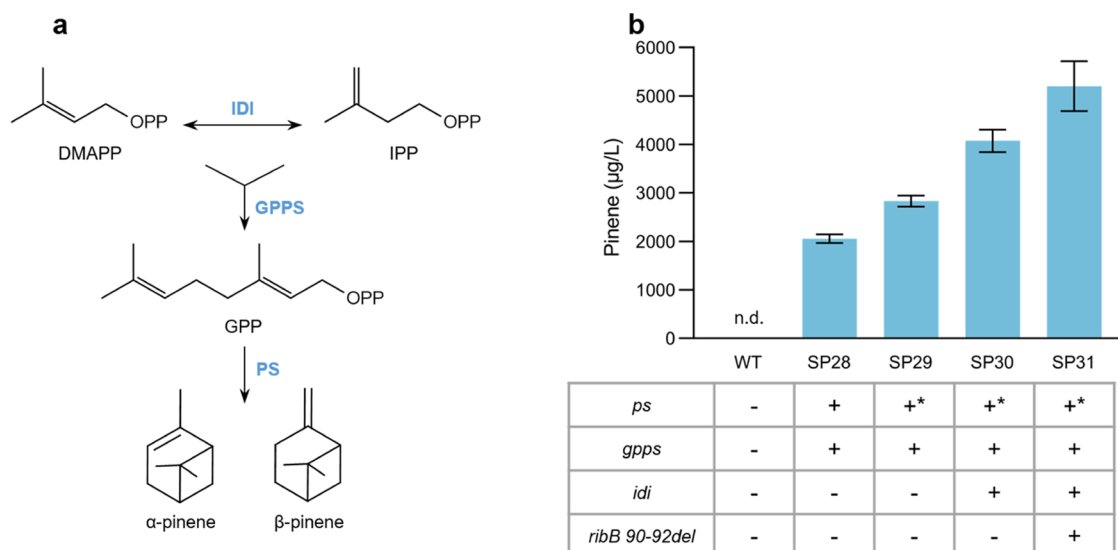 a
IDI
OPP
OPP
DMAPP
IPP
GPPS
OPP
GPP
PS
α-pinene
β-pinene
b
Pinene (µg/L)
6000
5000
4000
3000
2000
1000
0
n.d.
WT SP28 SP29 SP30 SP31
ps - + +* +* +*
gpps - + + + +
idi - - - + +
ribB 90-92del - - - - +